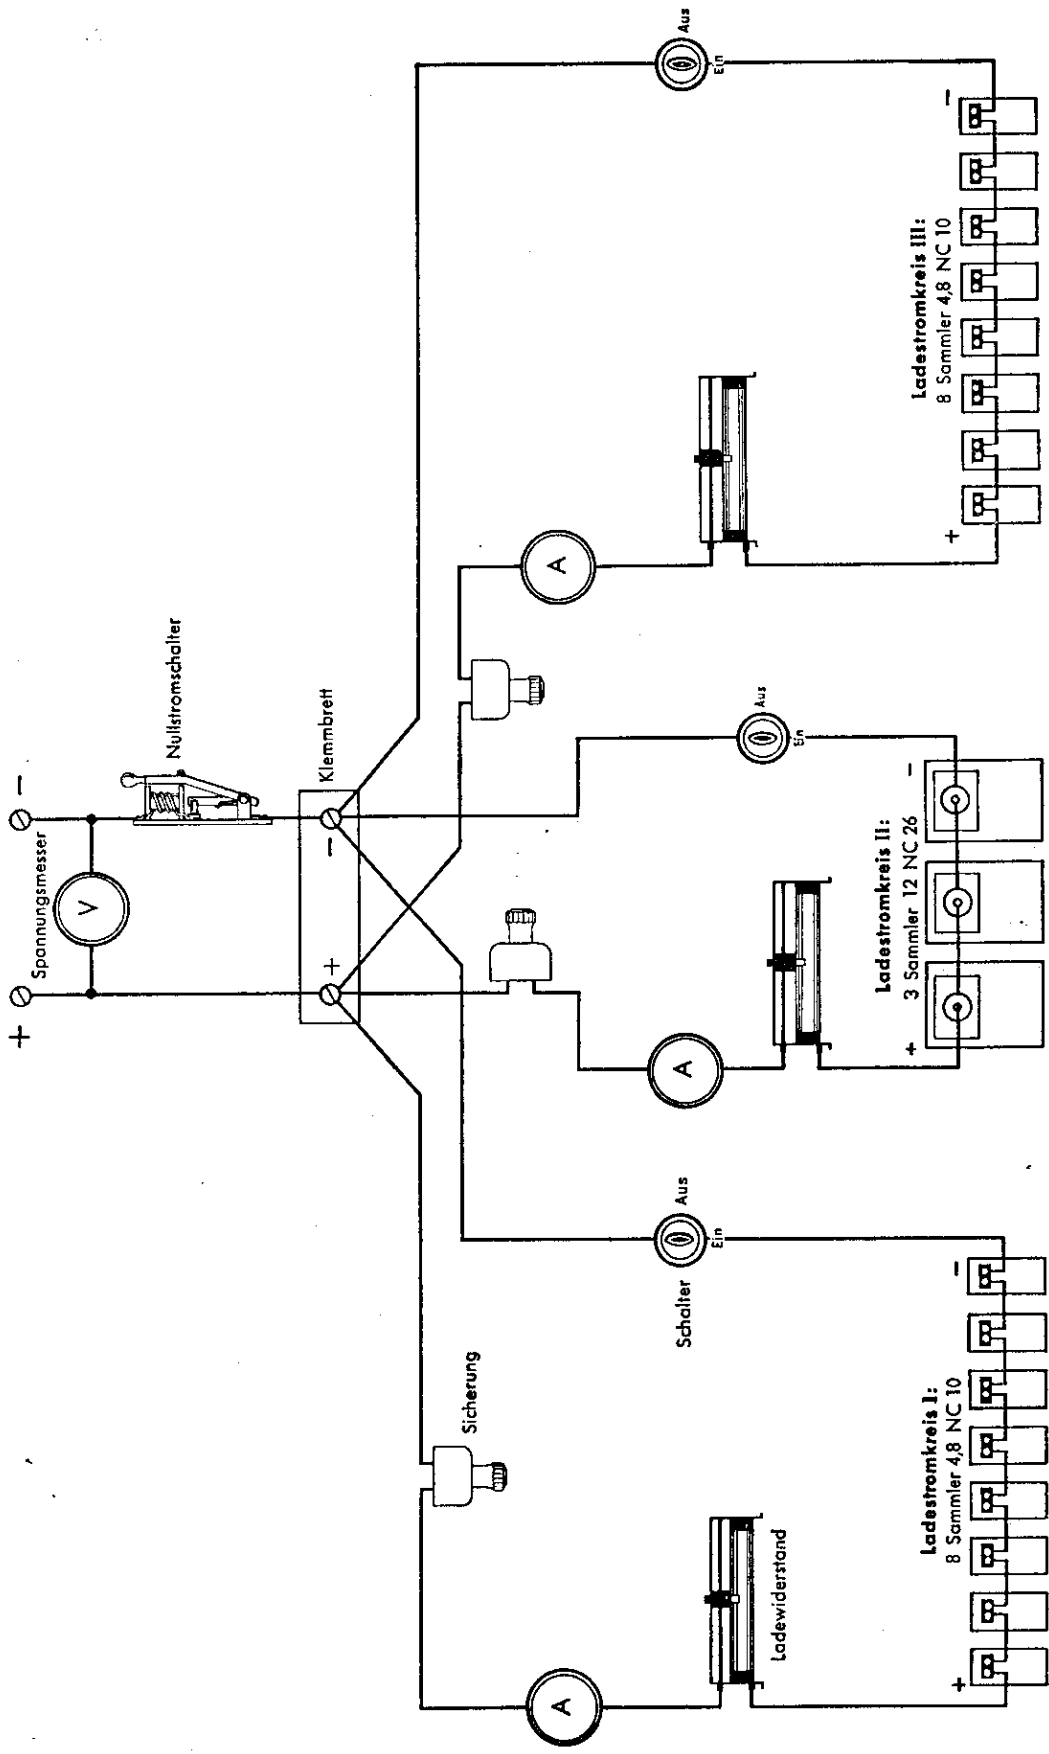 +
−
Spannungsmesser
V
Nullstromschalter
Klemmbrett
+
−
Sicherung
A
Ladewiderstand
Schalter
Aus
Ein
Ladestromkreis I:
8 Sammler 4,8 NC 10
+
−
A
Aus
Ein
Ladestromkreis II:
3 Sammler 12 NC 26
+
−
A
Aus
Ein
Ladestromkreis III:
8 Sammler 4,8 NC 10
+
−